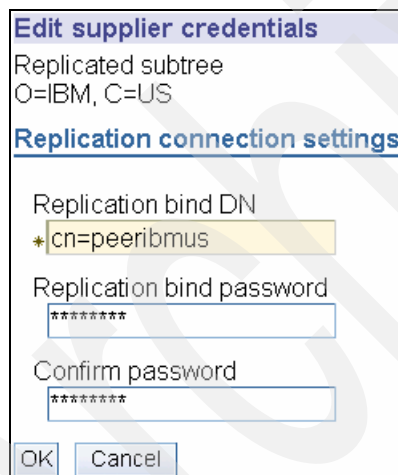 Edit supplier credentials
Replicated subtree
O=IBM, C=US
Replication connection settings
Replication bind DN
*cn=peeribmus
Replication bind password
********
Confirm password
********
OK Cancel